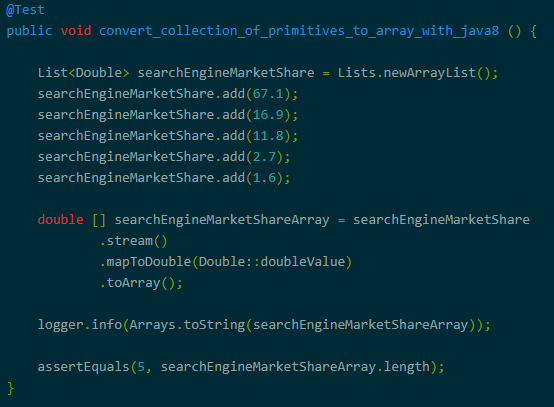 @Test
public void convert_collection_of_primitives_to_array_with_java8 () {

    List<Double> searchEngineMarketShare = Lists.newArrayList();
    searchEngineMarketShare.add(67.1);
    searchEngineMarketShare.add(16.9);
    searchEngineMarketShare.add(11.8);
    searchEngineMarketShare.add(2.7);
    searchEngineMarketShare.add(1.6);

    double [] searchEngineMarketShareArray = searchEngineMarketShare
            .stream()
            .mapToDouble(Double::doubleValue)
            .toArray();

    logger.info(Arrays.toString(searchEngineMarketShareArray));

    assertEquals(5, searchEngineMarketShareArray.length);
}